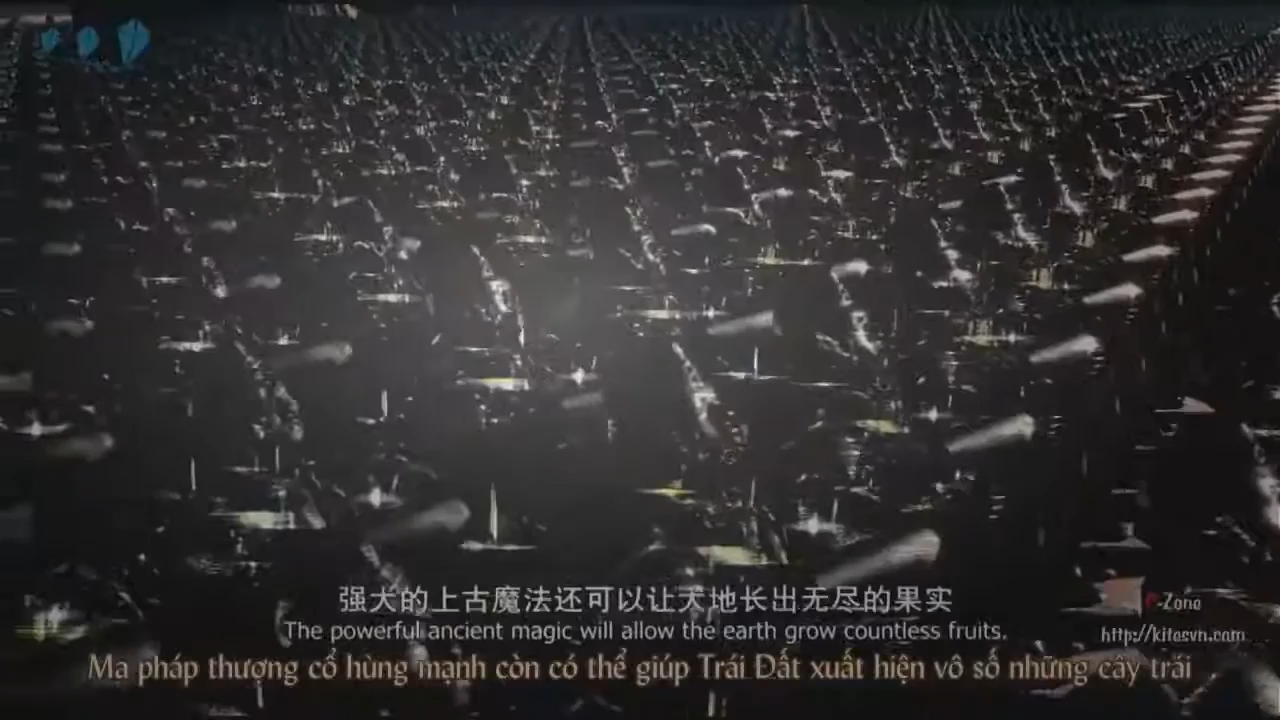 强大的上古魔法还可以让大地长出无尽的果实
The powerful ancient magic will allow the earth grow countless fruits.
Ma pháp thượng cổ hùng mạnh còn có thể giúp Trái Đất xuất hiện vô số những cây trái
-Zone
http://kitesvn.com